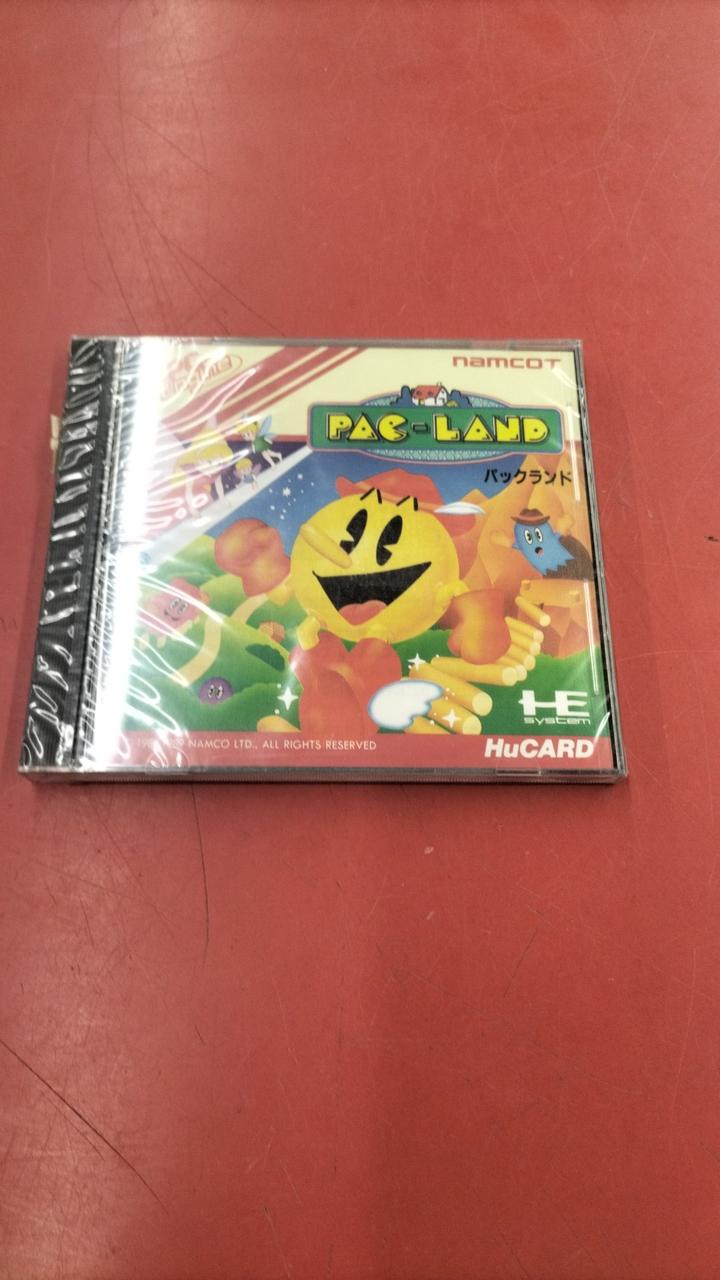 namcot
PAC-LAND
パックランド
HE
system
NAMCO LTD., ALL RIGHTS RESERVED
HuCARD